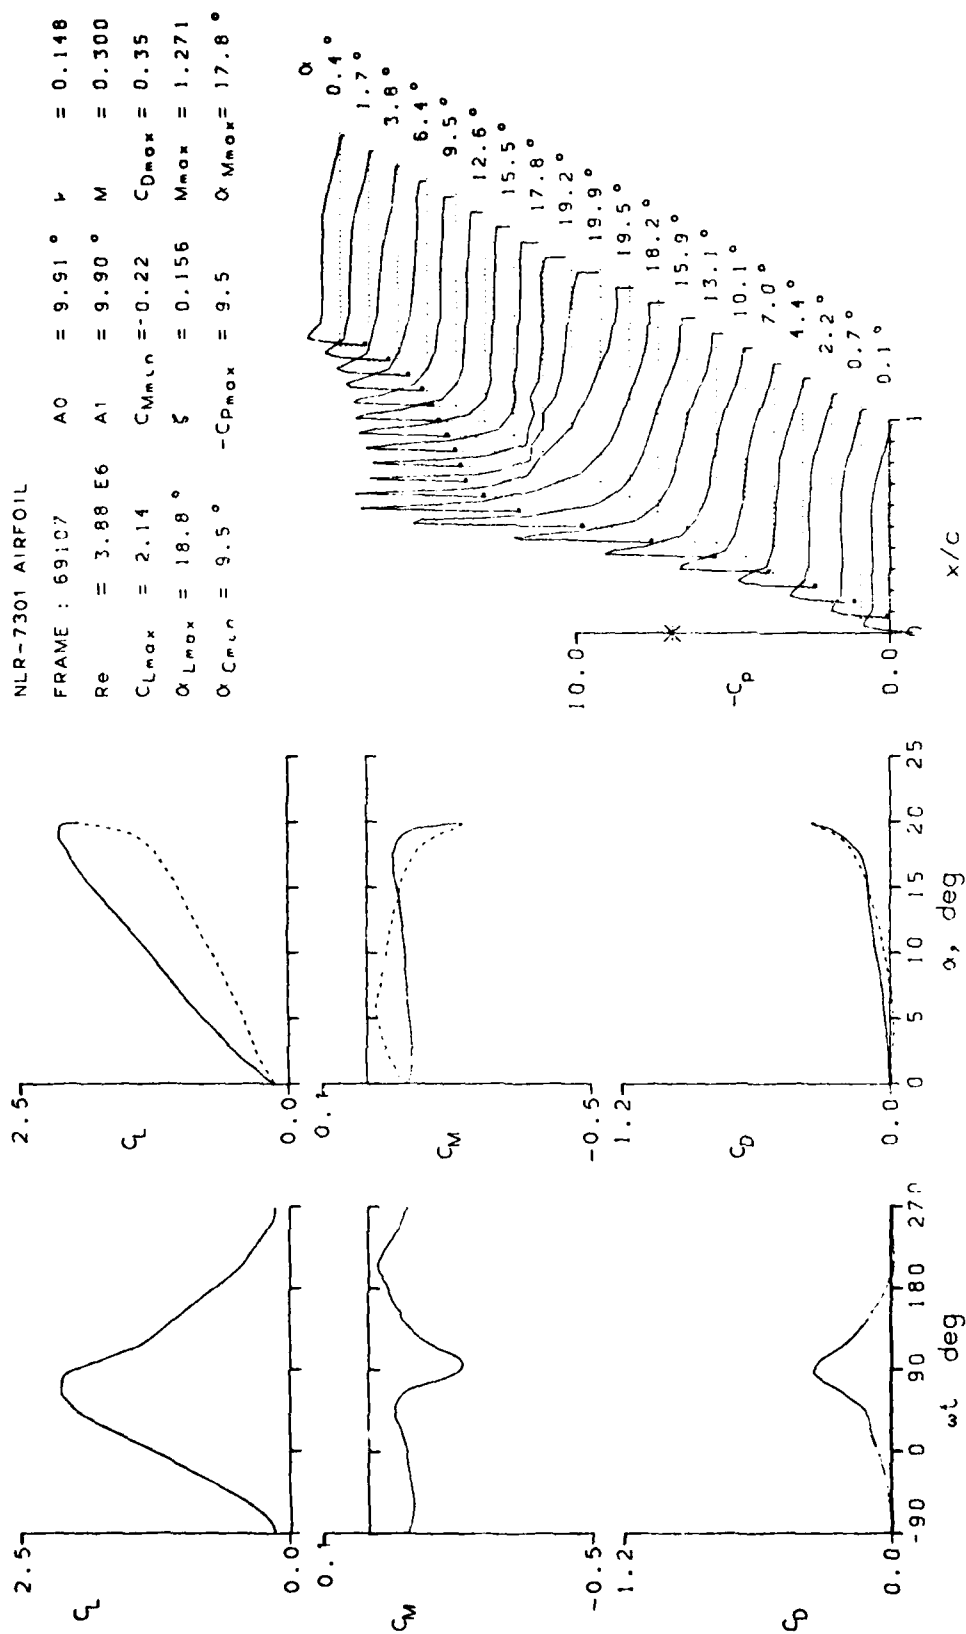 NLR-7301 AIRFOIL
FRAME : 69107 A0 = 9.91° k = 0.148
Re = 3.88 E6 A1 = 9.90° M = 0.300
CLmax = 2.14 CMmin =-0.22 CDmax = 0.35
αLmax = 18.8° ζ = 0.156 Mmax = 1.271
αCmin = 9.5° -CPmax = 9.5 αMmax = 17.8°
2.5
CL
0.0
0.1
CM
-0.5
1.2
CD
0.0
-90 0 90 180 270
ωt deg
2.5
CL
0.0
0.1
CM
-0.5
1.2
CD
0.0
0 5 10 15 20 25
α, deg
10.0
-CP
0.0
0 1
x/c
α
0.4°
1.7°
3.8°
6.4°
9.5°
12.6°
15.5°
17.8°
19.2°
19.9°
19.5°
18.2°
15.9°
13.1°
10.1°
7.0°
4.4°
2.2°
0.7°
0.1°